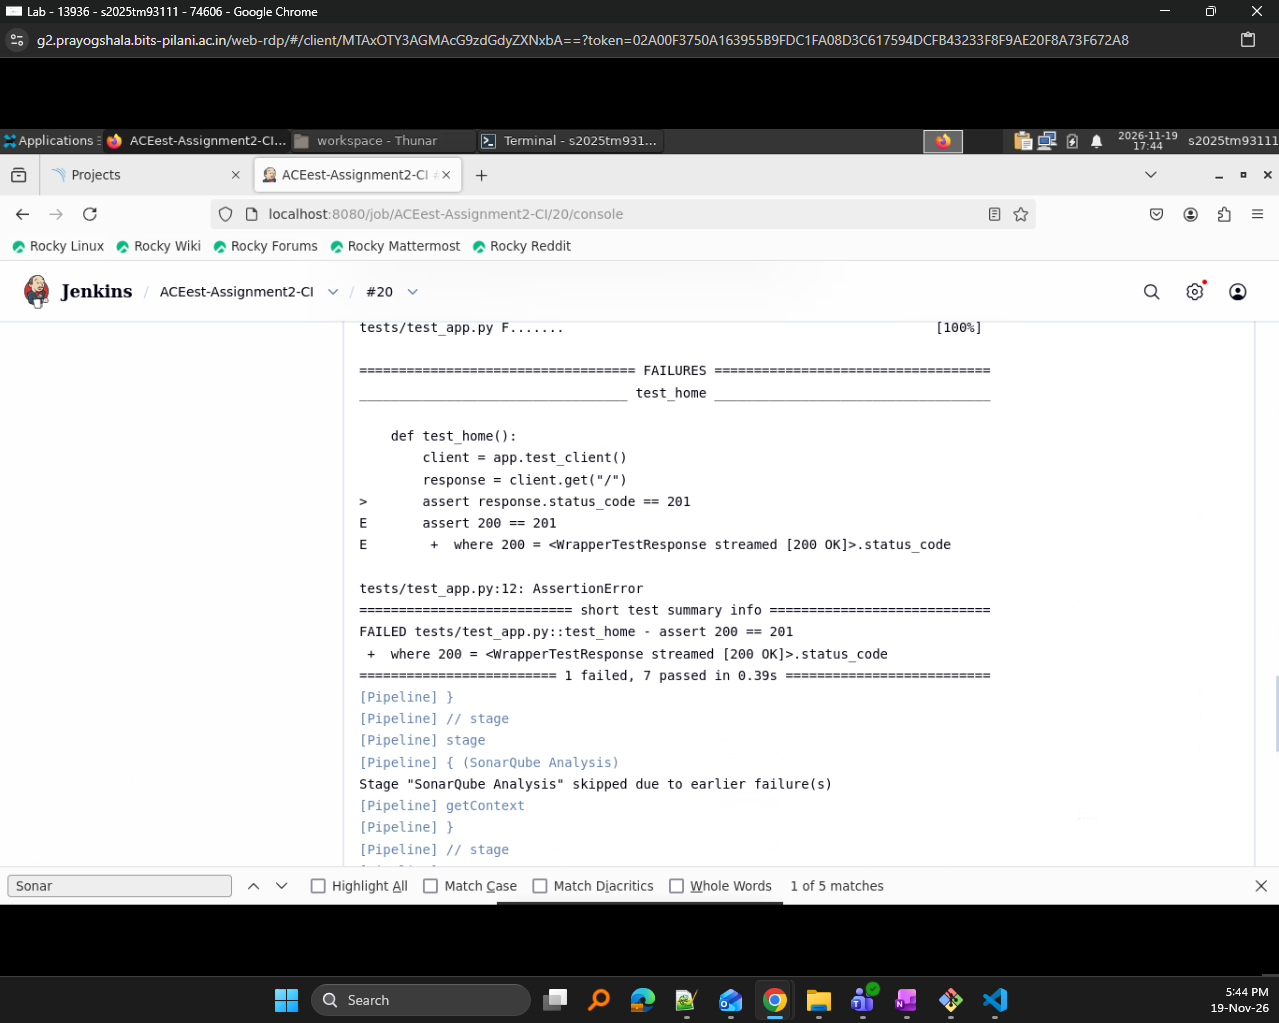 Lab - 13936 - s2025tm93111 - 74606 - Google Chrome
g2.prayogshala.bits-pilani.ac.in/web-rdp/#/client/MTAxOTY3AGMAcG9zdGdyZXNxbA==?token=02A00F3750A163955B9FDC1FA08D3C617594DCFB43233F8F9AE20F8A73F672A8
Applications ACEest-Assignment2-CI... workspace - Thunar Terminal - s2025tm931... 2026-11-19 17:44 s2025tm93111
Projects ACEest-Assignment2-CI
localhost:8080/job/ACEest-Assignment2-CI/20/console
Rocky Linux Rocky Wiki Rocky Forums Rocky Mattermost Rocky Reddit
Jenkins / ACEest-Assignment2-CI / #20
tests/test_app.py F....... [100%]
=================================== FAILURES ===================================
__________________________________ test_home ___________________________________
def test_home():
client = app.test_client()
response = client.get("/")
> assert response.status_code == 201
E assert 200 == 201
E + where 200 = <WrapperTestResponse streamed [200 OK]>.status_code
tests/test_app.py:12: AssertionError
=========================== short test summary info ============================
FAILED tests/test_app.py::test_home - assert 200 == 201
+ where 200 = <WrapperTestResponse streamed [200 OK]>.status_code
========================= 1 failed, 7 passed in 0.39s ==========================
[Pipeline] }
[Pipeline] // stage
[Pipeline] stage
[Pipeline] { (SonarQube Analysis)
Stage "SonarQube Analysis" skipped due to earlier failure(s)
[Pipeline] getContext
[Pipeline] }
[Pipeline] // stage
Sonar Highlight All Match Case Match Diacritics Whole Words 1 of 5 matches
Search
5:44 PM
19-Nov-26